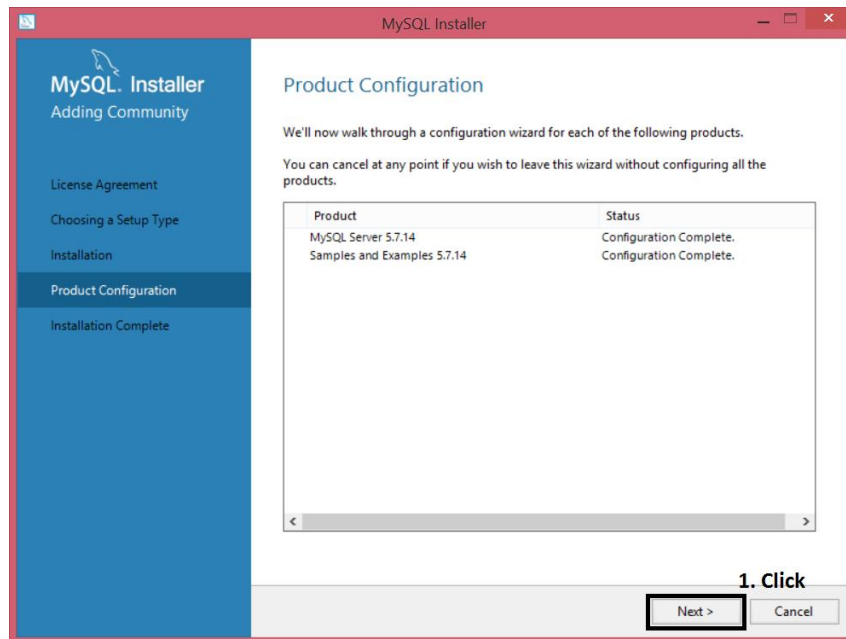 MySQL Installer
MySQL. Installer
Adding Community
License Agreement
Choosing a Setup Type
Installation
Product Configuration
Installation Complete
Product Configuration
We'll now walk through a configuration wizard for each of the following products.
You can cancel at any point if you wish to leave this wizard without configuring all the
products.
Product Status
MySQL Server 5.7.14 Configuration Complete.
Samples and Examples 5.7.14 Configuration Complete.
1. Click
Next > Cancel